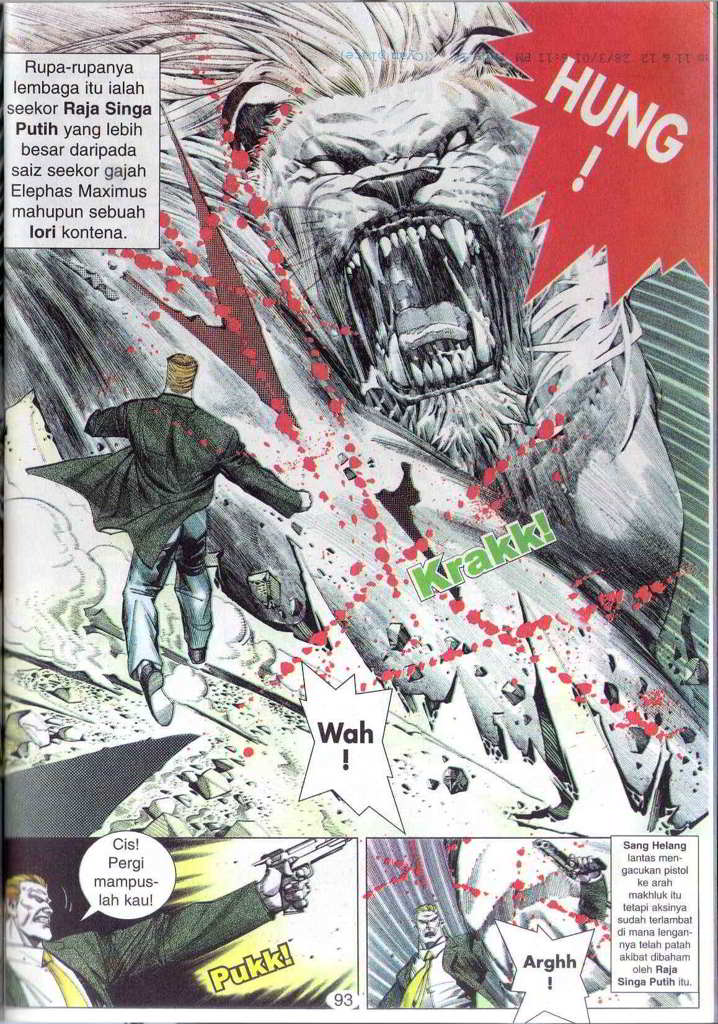 Rupa-rupanya
lembaga itu ialah
seekor Raja Singa
Putih yang lebih
besar daripada
saiz seekor gajah
Elephas Maximus
mahupun sebuah
lori kontena.
HUNG
!
Krakk!
Wah
!
Cis!
Pergi
mampus-
lah kau!
Pukk!
93
Sang Helang
lantas men-
gacukan pistol
ke arah
makhluk itu
tetapi aksinya
sudah terlambat
di mana lengan-
nya telah patah
akibat dibaham
oleh Raja
Singa Putih itu.
Arghh
!